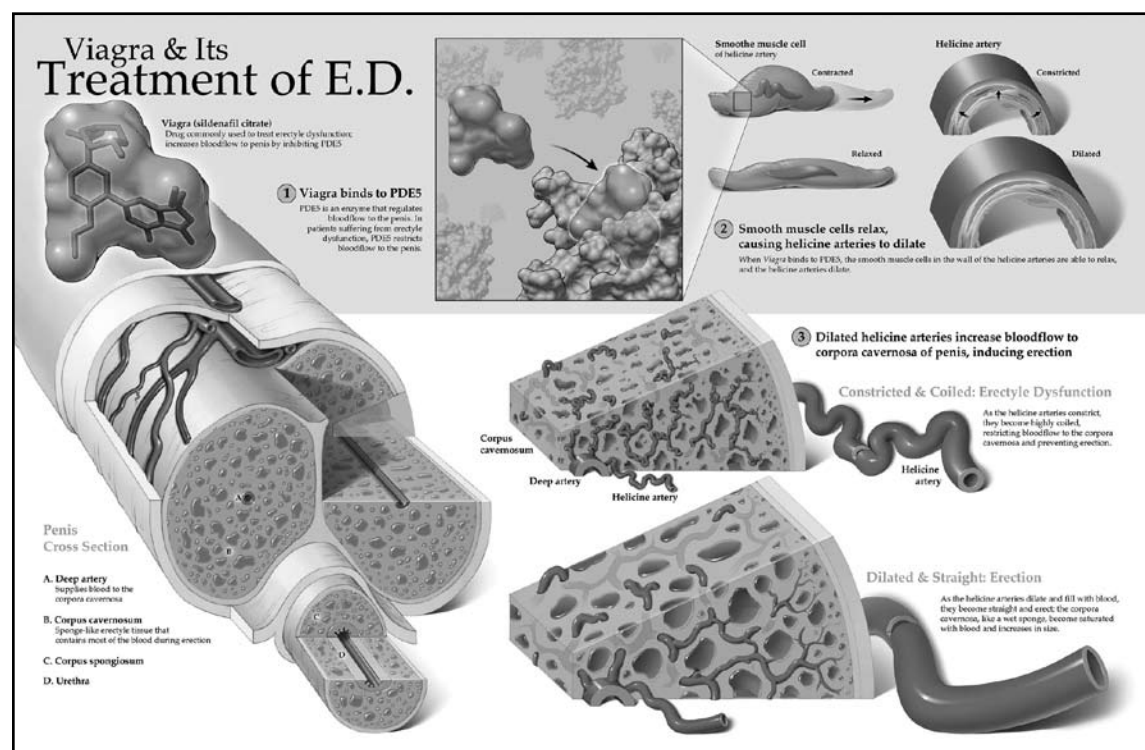 Viagra & Its
Treatment of E.D.
Viagra (sildenafil citrate)
Drug commonly used to treat erectyle dysfunction;
increases bloodflow to penis by inhibiting PDE5
1 Viagra binds to PDE5
PDE5 is an enzyme that regulates
bloodflow to the penis. In
patients suffering from erectyle
dysfunction, PDE5 restricts
bloodflow to the penis.
Smoothe muscle cell
of helicine artery
Contracted
Relaxed
Helicine artery
Constricted
Dilated
2 Smooth muscle cells relax,
causing helicine arteries to dilate
When Viagra binds to PDE5, the smooth muscle cells in the wall of the helicine arteries are able to relax,
and the helicine arteries dilate.
3 Dilated helicine arteries increase bloodflow to
corpora cavernosa of penis, inducing erection
Constricted & Coiled: Erectyle Dysfunction
As the helicine arteries constrict,
they become highly coiled,
restricting bloodflow to the corpora
cavernosa and preventing erection.
Corpus
cavernosum
Deep artery
Helicine artery
Helicine
artery
Dilated & Straight: Erection
As the helicine arteries dilate and fill with blood,
they become straight and erect; the corpora
cavernosa, like a wet sponge, become saturated
with blood and increases in size.
A
B
C
D
Penis
Cross Section
A. Deep artery
Supplies blood to the
corpora cavernosa
B. Corpus cavernosum
Sponge-like erectyle tissue that
contains most of the blood during erection
C. Corpus spongiosum
D. Urethra